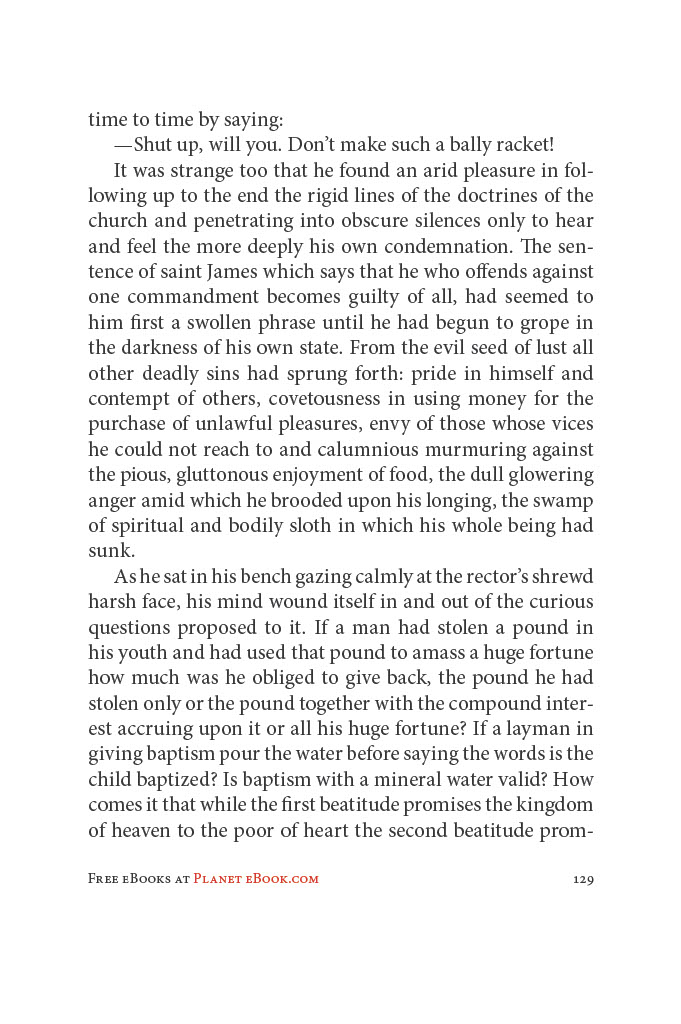 time to time by saying:
—Shut up, will you. Don’t make such a bally racket!
It was strange too that he found an arid pleasure in fol-
lowing up to the end the rigid lines of the doctrines of the
church and penetrating into obscure silences only to hear
and feel the more deeply his own condemnation. The sen-
tence of saint James which says that he who offends against
one commandment becomes guilty of all, had seemed to
him first a swollen phrase until he had begun to grope in
the darkness of his own state. From the evil seed of lust all
other deadly sins had sprung forth: pride in himself and
contempt of others, covetousness in using money for the
purchase of unlawful pleasures, envy of those whose vices
he could not reach to and calumnious murmuring against
the pious, gluttonous enjoyment of food, the dull glowering
anger amid which he brooded upon his longing, the swamp
of spiritual and bodily sloth in which his whole being had
sunk.
As he sat in his bench gazing calmly at the rector’s shrewd
harsh face, his mind wound itself in and out of the curious
questions proposed to it. If a man had stolen a pound in
his youth and had used that pound to amass a huge fortune
how much was he obliged to give back, the pound he had
stolen only or the pound together with the compound inter-
est accruing upon it or all his huge fortune? If a layman in
giving baptism pour the water before saying the words is the
child baptized? Is baptism with a mineral water valid? How
comes it that while the first beatitude promises the kingdom
of heaven to the poor of heart the second beatitude prom-
Free eBooks at Planet eBook.com 129